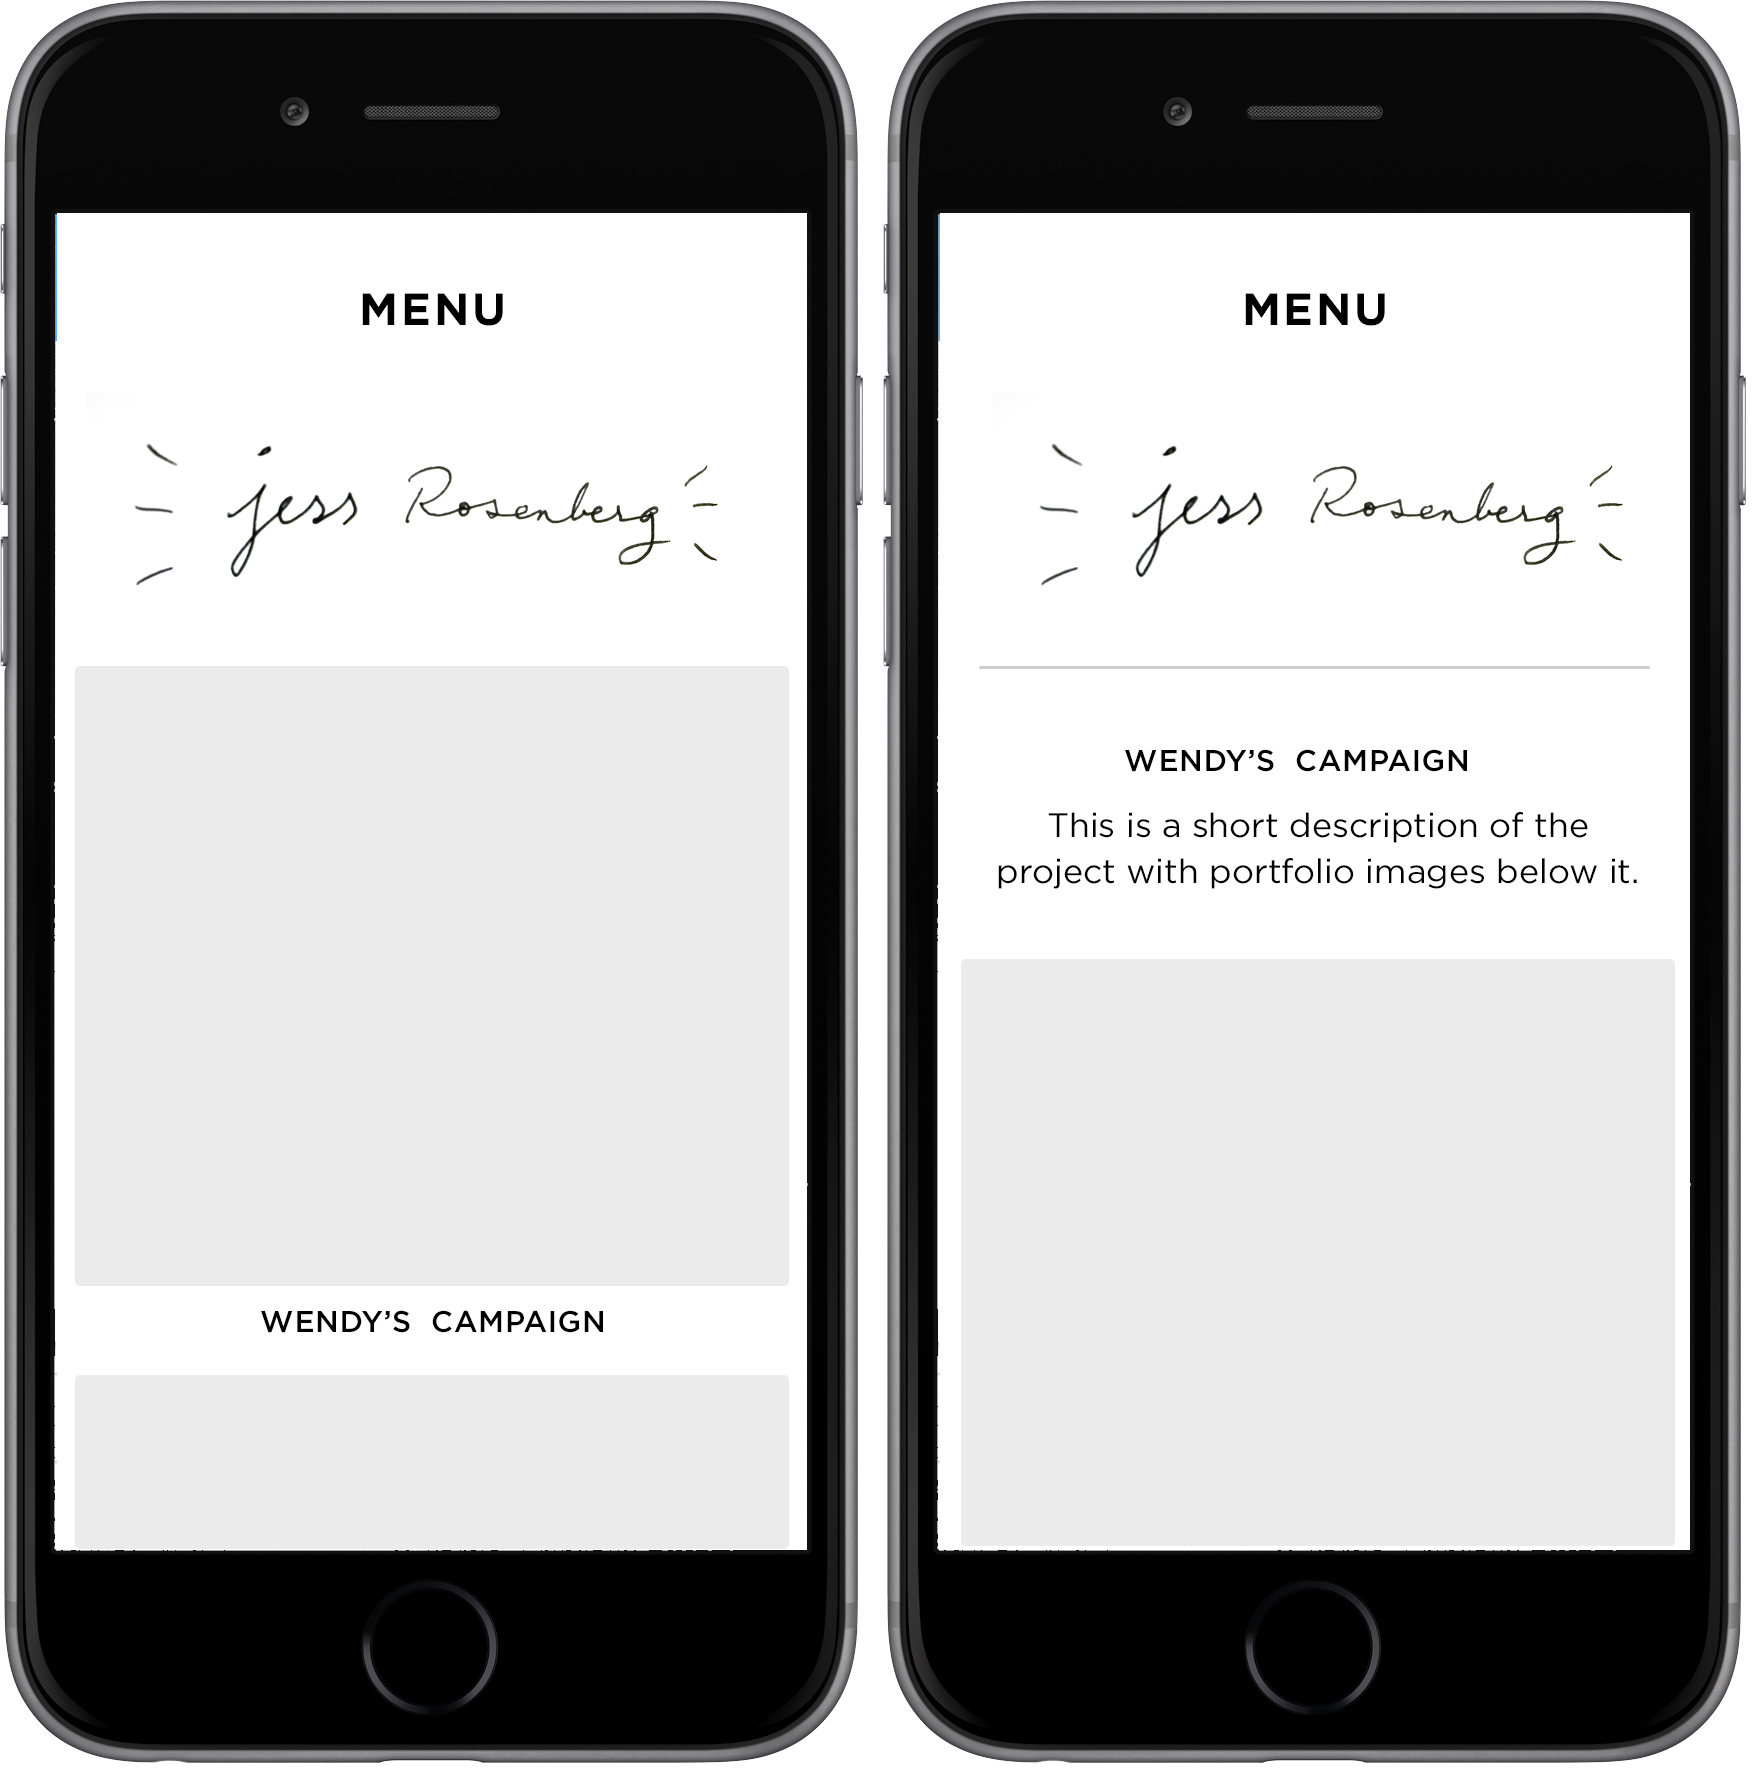 MENU
jess Rosenberg
WENDY’S CAMPAIGN
MENU
jess Rosenberg
WENDY’S CAMPAIGN
This is a short description of the
project with portfolio images below it.